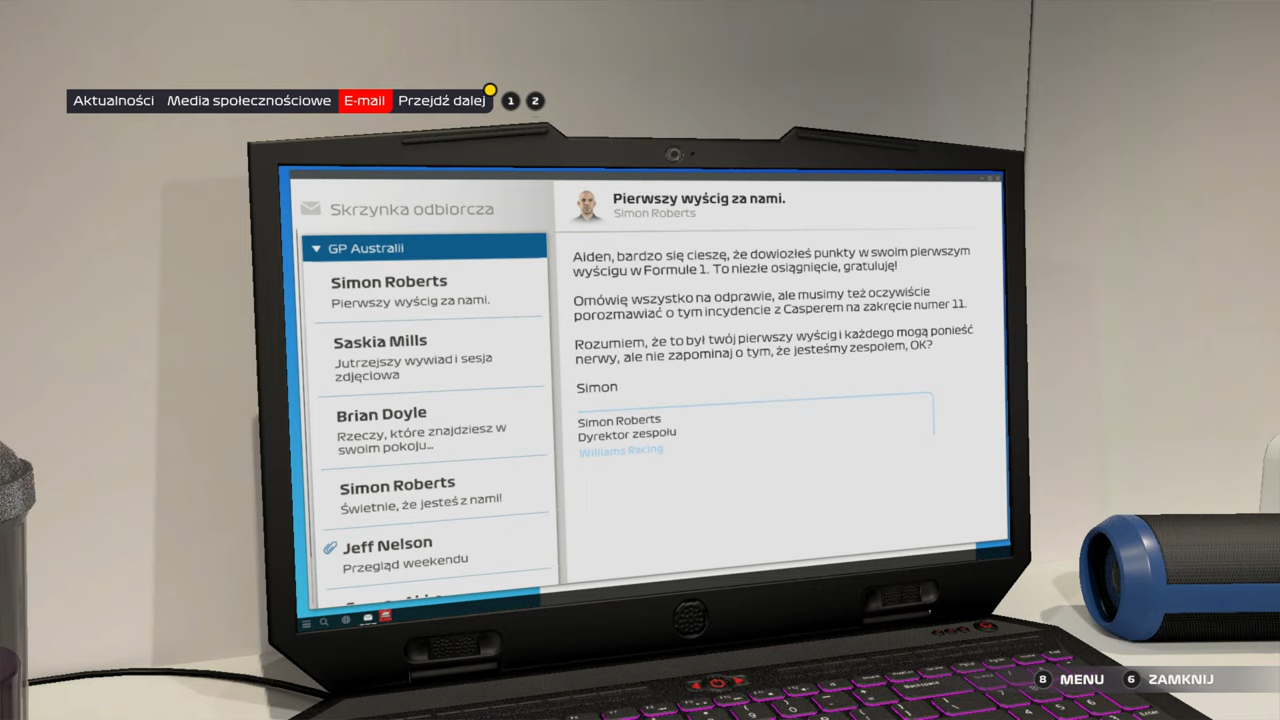 Aktualności Media społecznościowe E-mail Przejdź dalej 1 2
Skrzynka odbiorcza
GP Australii
Simon Roberts
Pierwszy wyścig za nami.
Saskia Mills
Jutrzejszy wywiad i sesja
zdjęciowa
Brian Doyle
Rzeczy, które znajdziesz w
swoim pokoju...
Simon Roberts
Świetnie, że jesteś z nami!
Jeff Nelson
Przegląd weekendu
Pierwszy wyścig za nami.
Simon Roberts
Aiden, bardzo się cieszę, że dowiozłeś punkty w swoim pierwszym
wyścigu w Formule 1. To niezłe osiągnięcie, gratuluję!
Omówię wszystko na odprawie, ale musimy też oczywiście
porozmawiać o tym incydencie z Casperem na zakręcie numer 11.
Rozumiem, że to był twój pierwszy wyścig i każdego mogą ponieść
nerwy, ale nie zapominaj o tym, że jesteśmy zespołem, OK?
Simon
Simon Roberts
Dyrektor zespołu
Williams Racing
8 MENU 6 ZAMKNIJ